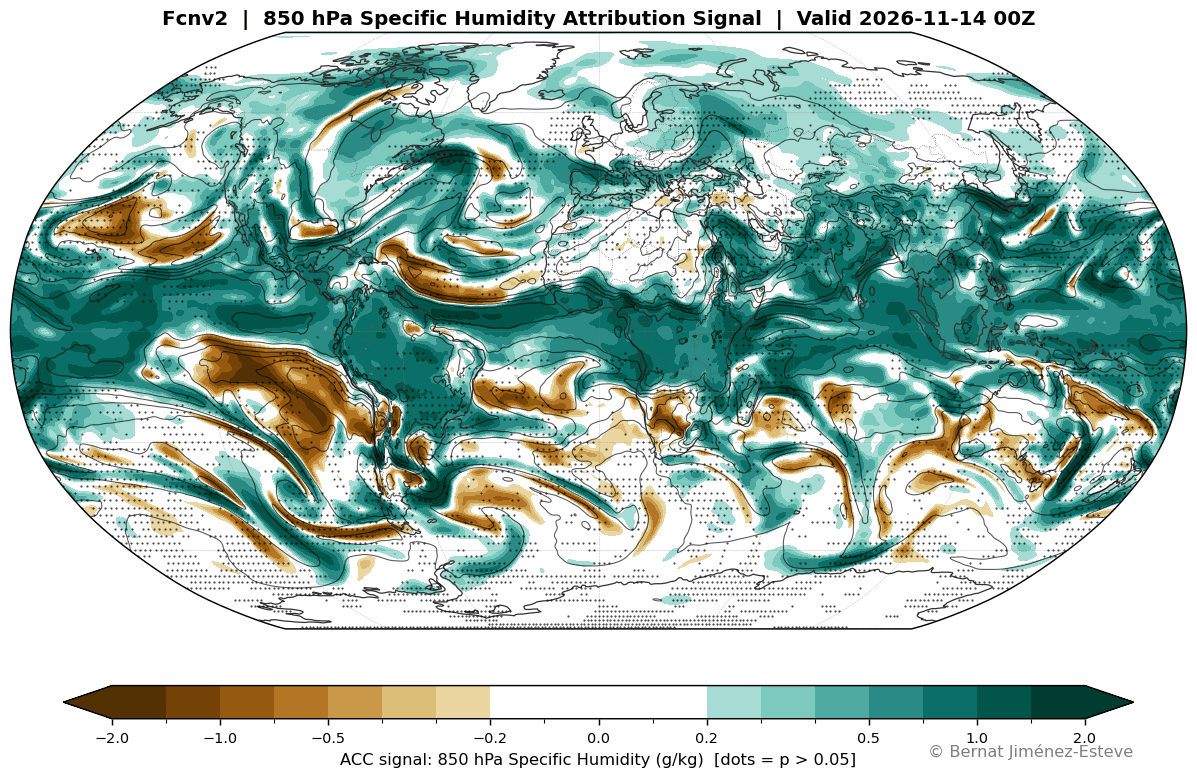 Fcnv2 | 850 hPa Specific Humidity Attribution Signal | Valid 2026-11-14 00Z
−2.0 −1.0 −0.5 −0.2 0.0 0.2 0.5 1.0 2.0
ACC signal: 850 hPa Specific Humidity (g/kg) [dots = p > 0.05]
© Bernat Jiménez-Esteve